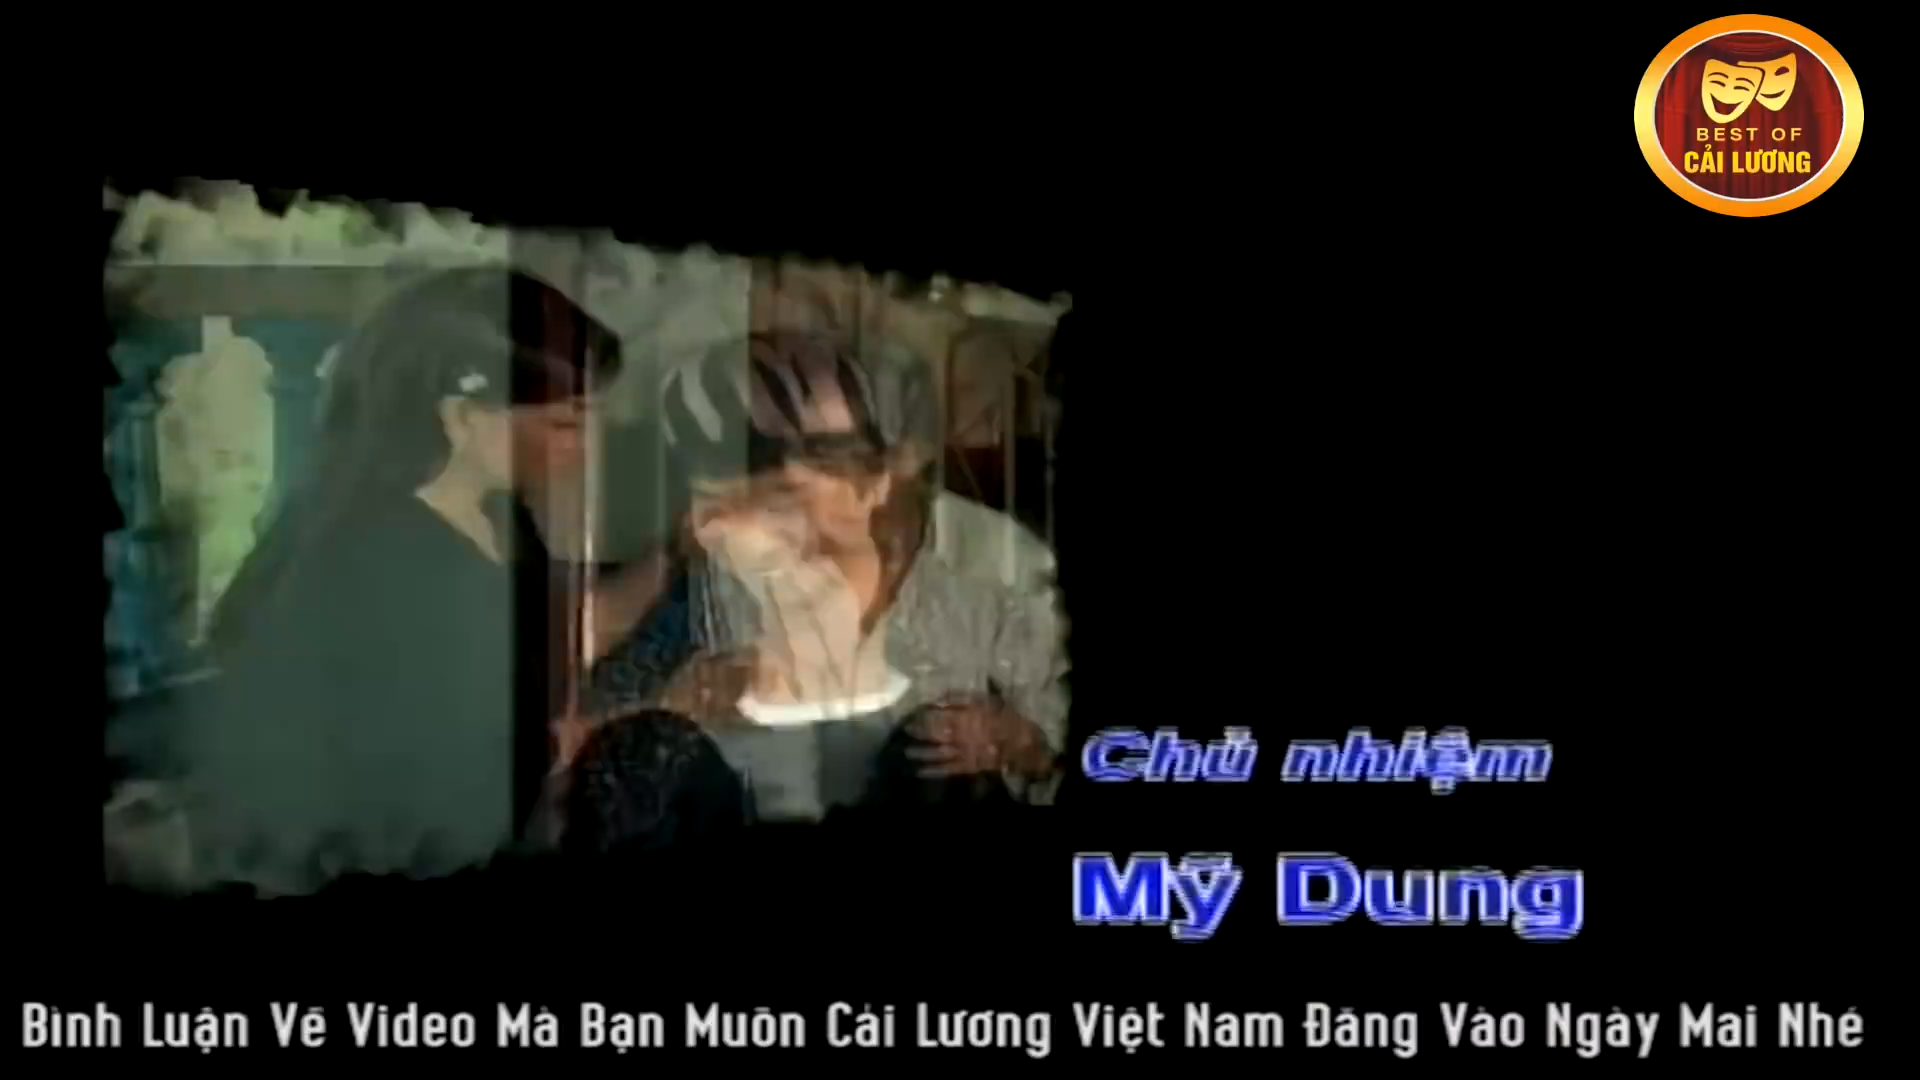 BEST OF
CẢI LƯƠNG
Chủ nhiệm
Mỹ Dung
Bình Luận Về Video Mà Bạn Muốn Cải Lương Việt Nam Đăng Vào Ngày Mai Nhé